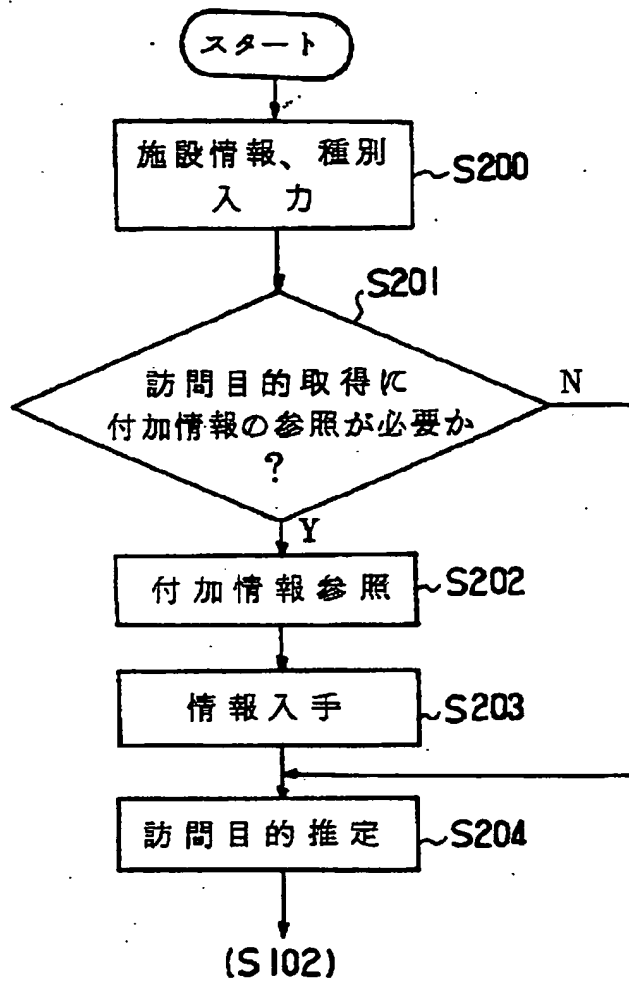 スタート
施設情報、種別
入力
S200
S201
訪問目的取得に
付加情報の参照が必要か
?
N
Y
付加情報参照
S202
情報入手
S203
訪問目的推定
S204
(S102)